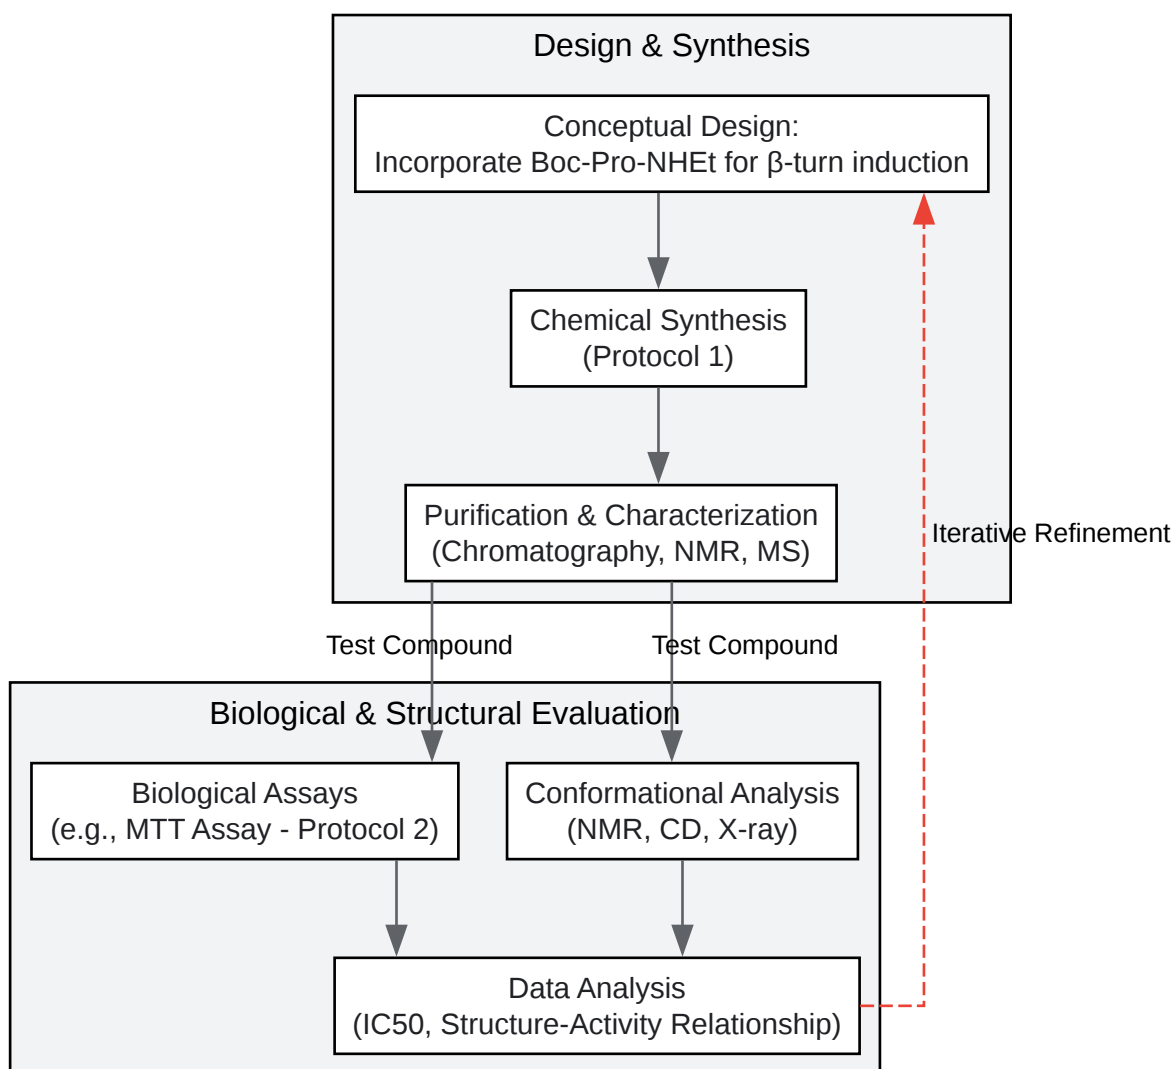 Design & Synthesis
Conceptual Design:
Incorporate Boc-Pro-NHEt for β-turn induction
Chemical Synthesis
(Protocol 1)
Purification & Characterization
(Chromatography, NMR, MS)
Iterative Refinement
Test Compound
Test Compound
Biological & Structural Evaluation
Biological Assays
(e.g., MTT Assay - Protocol 2)
Conformational Analysis
(NMR, CD, X-ray)
Data Analysis
(IC50, Structure-Activity Relationship)